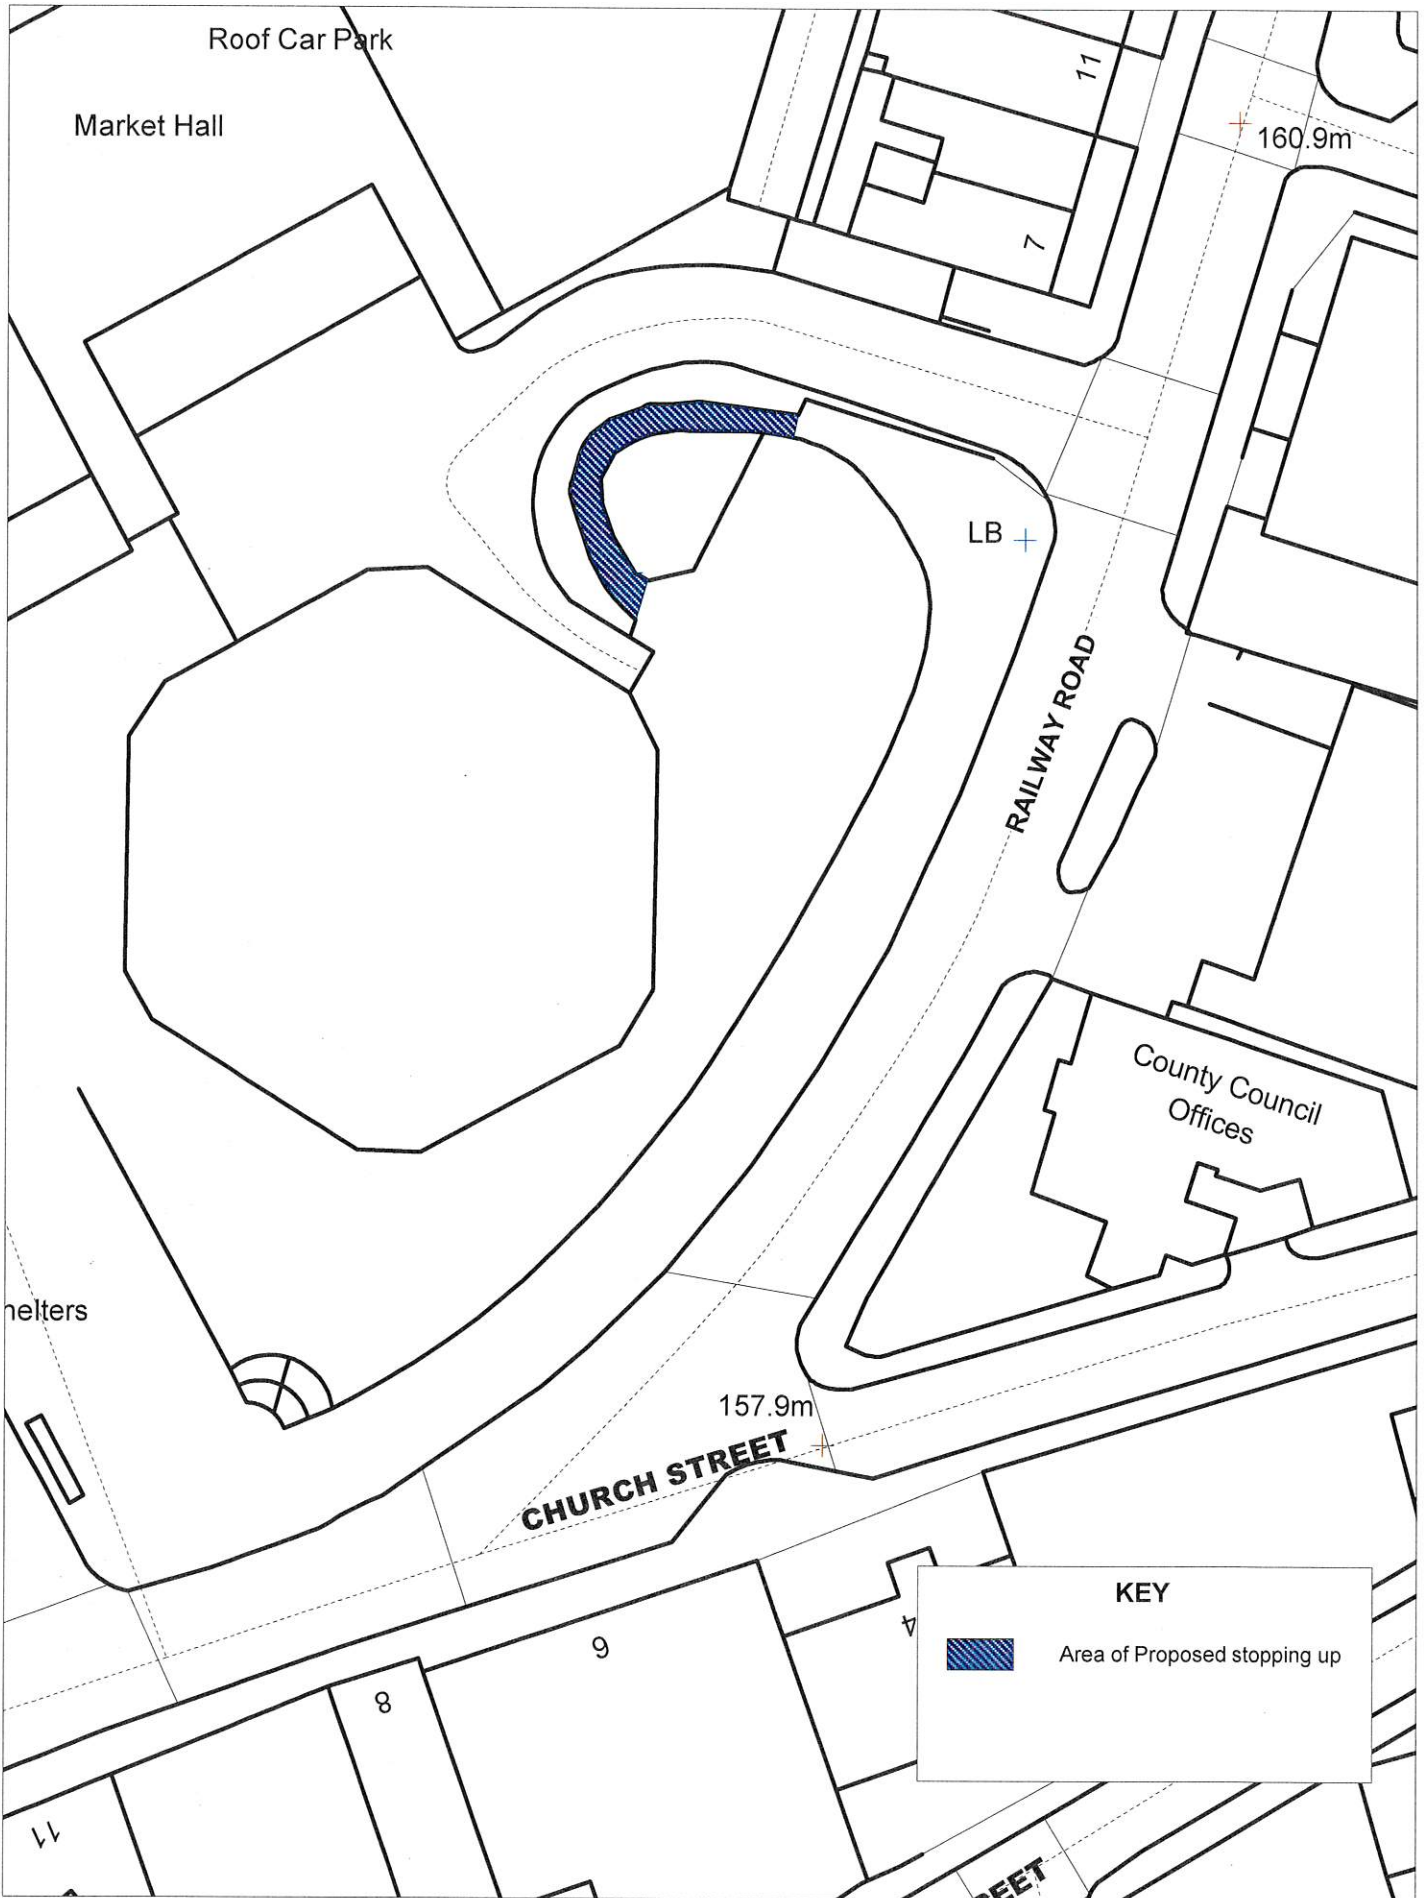 Roof Car Park
Market Hall
11
160.9m
7
LB
RAILWAY ROAD
County Council
Offices
helters
157.9m
CHURCH STREET
KEY
Area of Proposed stopping up
4
9
8
11
REET